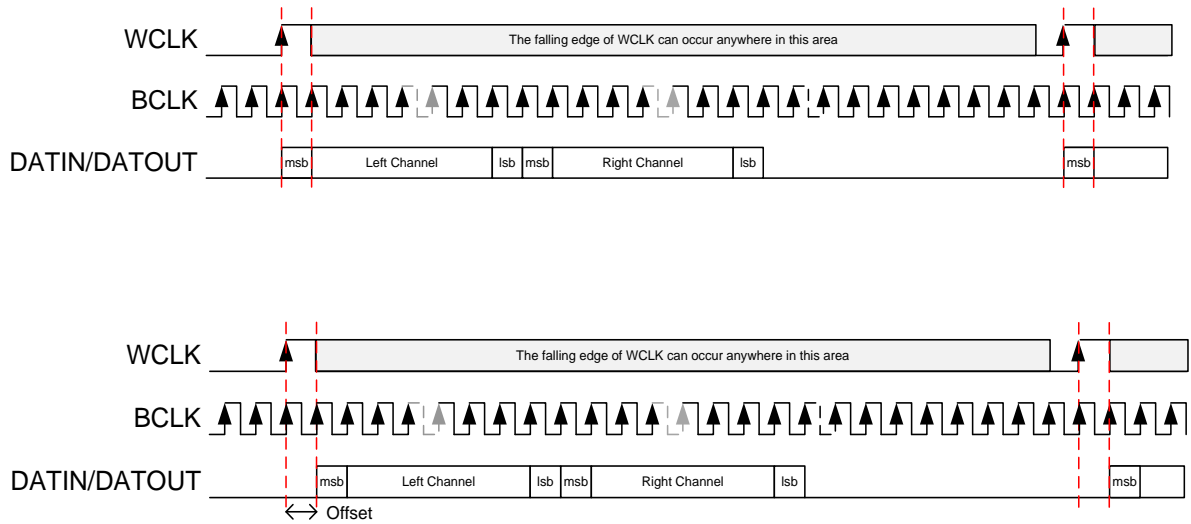 WCLK
The falling edge of WCLK can occur anywhere in this area
BCLK
DATIN/DATOUT
msb Left Channel lsb msb Right Channel lsb msb
WCLK
The falling edge of WCLK can occur anywhere in this area
BCLK
DATIN/DATOUT
msb Left Channel lsb msb Right Channel lsb msb
Offset